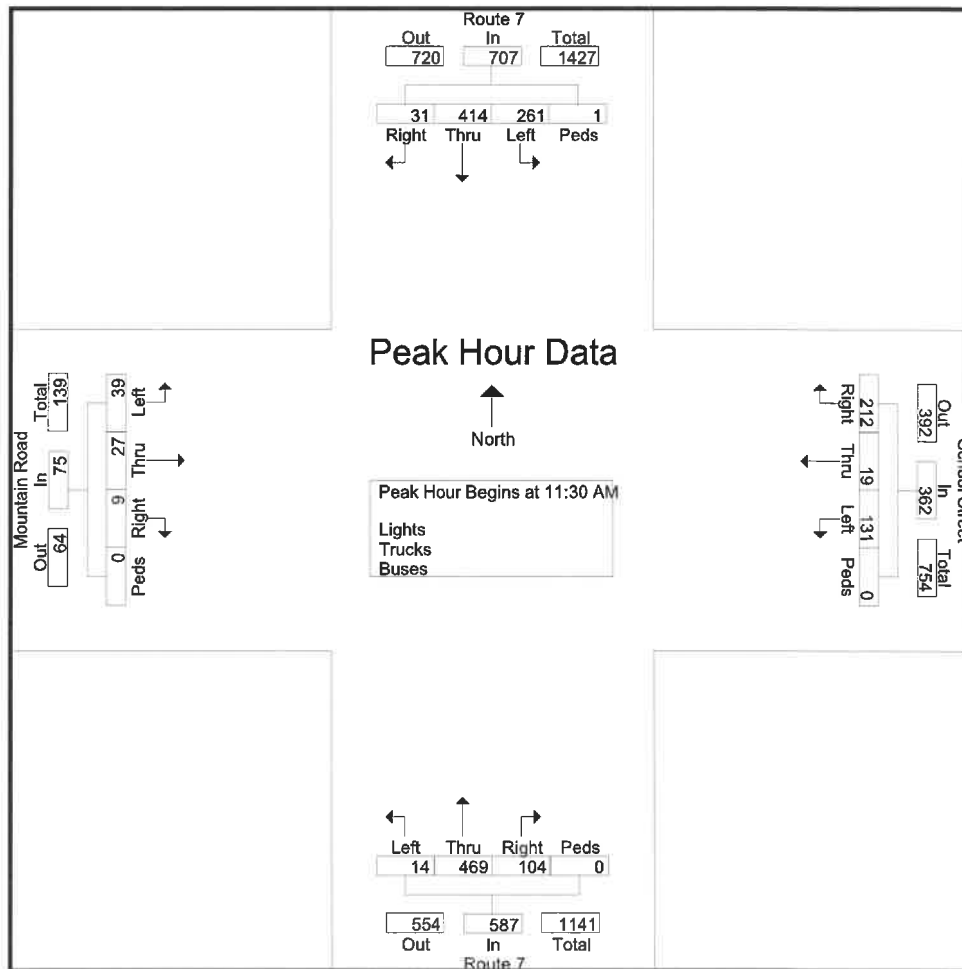 Route 7
Out In Total
720 707 1427
31 414 261 1
Right Thru Left Peds
Peak Hour Data
North
Peak Hour Begins at 11:30 AM
Lights
Trucks
Buses
Mountain Road
Out In Total
64 75 139
39 27 9 0
Left Thru Right Peds
Right Thru Left Peds
212 19 131 0
Out In Total
392 362 754
Street
Left Thru Right Peds
14 469 104 0
554 587 1141
Out In Total
Route 7